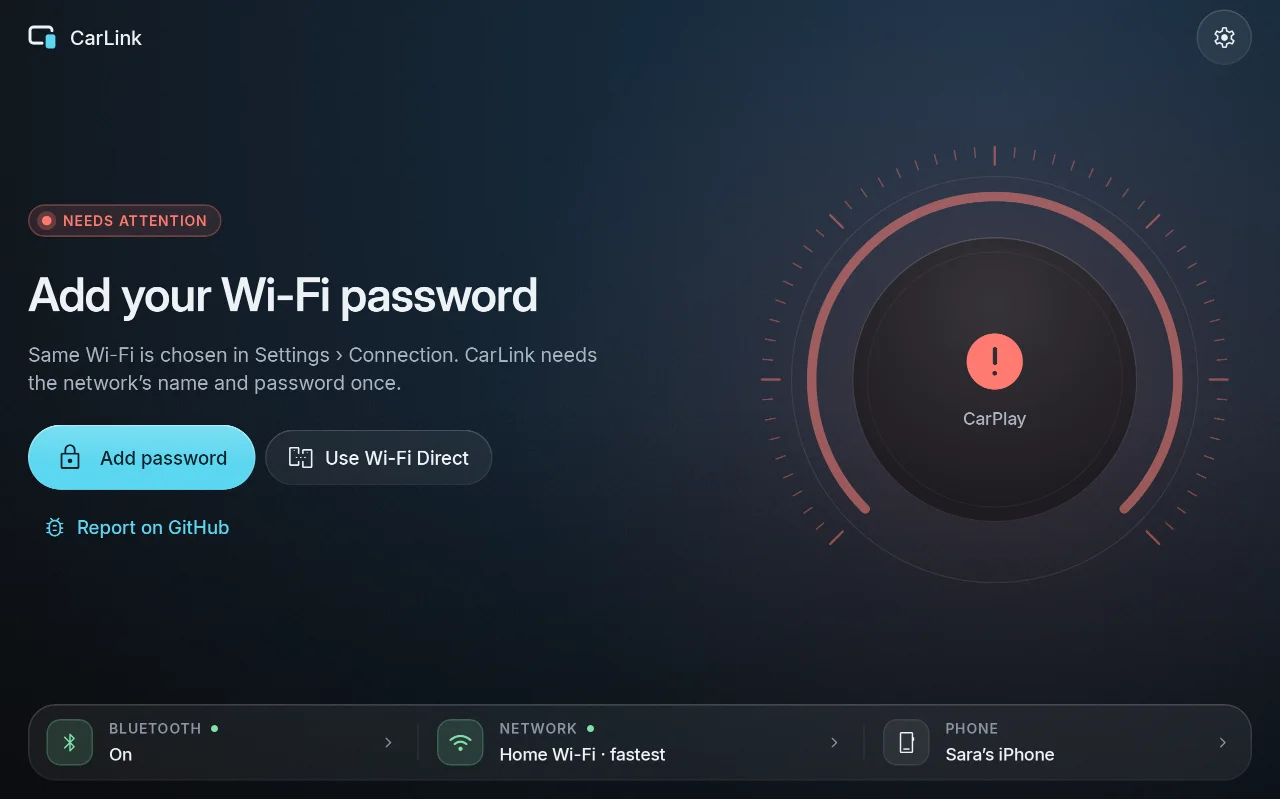 CarLink
NEEDS ATTENTION
Add your Wi-Fi password
Same Wi-Fi is chosen in Settings › Connection. CarLink needs
the network’s name and password once.
Add password
Use Wi-Fi Direct
Report on GitHub
CarPlay
BLUETOOTH
On
NETWORK
Home Wi-Fi · fastest
PHONE
Sara’s iPhone